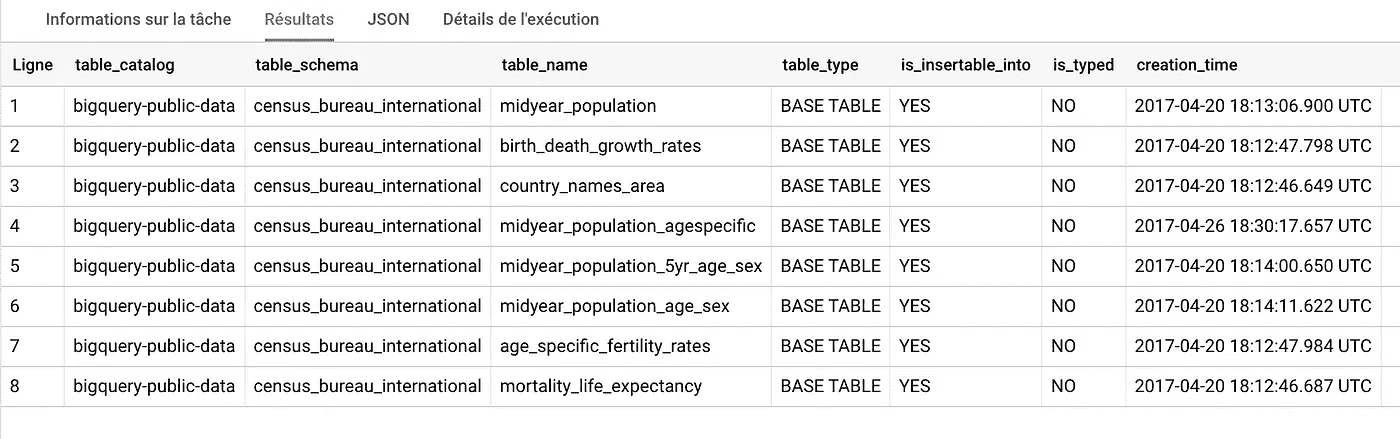 Informations sur la tâche Résultats JSON Détails de l'exécution
Ligne table_catalog table_schema table_name table_type is_insertable_into is_typed creation_time
1 bigquery-public-data census_bureau_international midyear_population BASE TABLE YES NO 2017-04-20 18:13:06.900 UTC
2 bigquery-public-data census_bureau_international birth_death_growth_rates BASE TABLE YES NO 2017-04-20 18:12:47.798 UTC
3 bigquery-public-data census_bureau_international country_names_area BASE TABLE YES NO 2017-04-20 18:12:46.649 UTC
4 bigquery-public-data census_bureau_international midyear_population_agespecific BASE TABLE YES NO 2017-04-26 18:30:17.657 UTC
5 bigquery-public-data census_bureau_international midyear_population_5yr_age_sex BASE TABLE YES NO 2017-04-20 18:14:00.650 UTC
6 bigquery-public-data census_bureau_international midyear_population_age_sex BASE TABLE YES NO 2017-04-20 18:14:11.622 UTC
7 bigquery-public-data census_bureau_international age_specific_fertility_rates BASE TABLE YES NO 2017-04-20 18:12:47.984 UTC
8 bigquery-public-data census_bureau_international mortality_life_expectancy BASE TABLE YES NO 2017-04-20 18:12:46.687 UTC